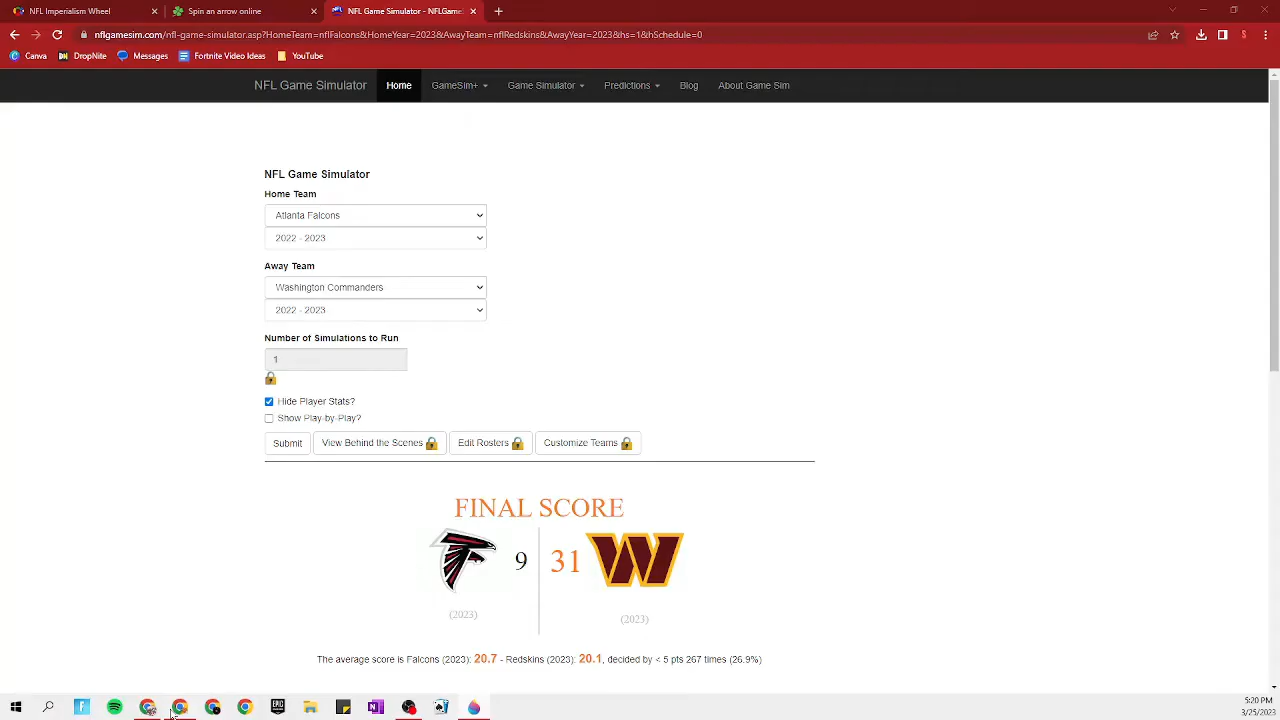 NFL Imperialism Wheel
Spin an arrow online
NFL Game Simulator - NFLGame
nflgamesim.com/nfl-game-simulator.asp?HomeTeam=nflFalcons&HomeYear=2023&AwayTeam=nflRedskins&AwayYear=2023&hs=1&hSchedule=0
Canva DropNite Messages Fortnite Video Ideas YouTube
NFL Game Simulator Home GameSim+ Game Simulator Predictions Blog About Game Sim
NFL Game Simulator
Home Team
Atlanta Falcons
2022 - 2023
Away Team
Washington Commanders
2022 - 2023
Number of Simulations to Run
1
Hide Player Stats?
Show Play-by-Play?
Submit View Behind the Scenes Edit Rosters Customize Teams
FINAL SCORE
9 31 W
(2023) (2023)
The average score is Falcons (2023): 20.7 - Redskins (2023): 20.1, decided by < 5 pts 267 times (26.9%)
5:20 PM
3/25/2023